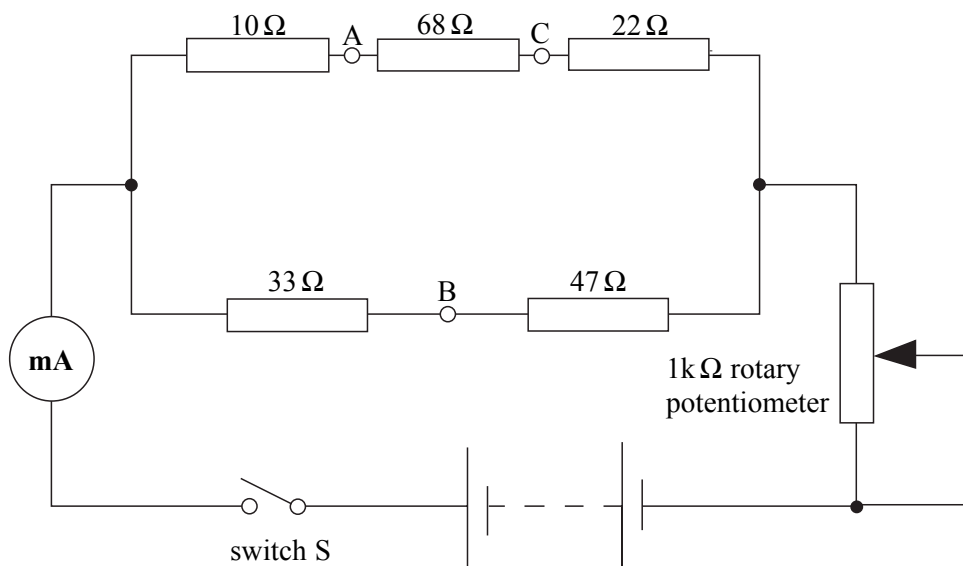 10 Ω A 68 Ω C 22 Ω
33 Ω B 47 Ω
mA
1k Ω rotary
potentiometer
switch S